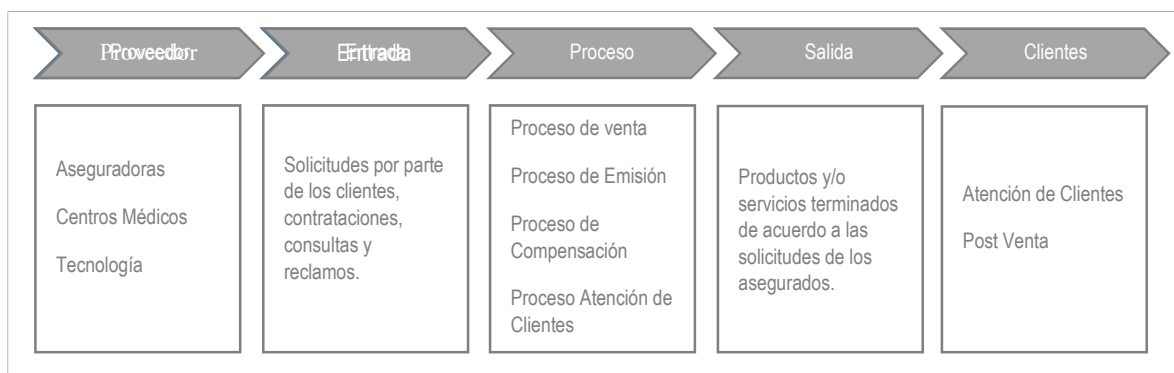 Proveedor
Entrada
Proceso
Salida
Clientes
Aseguradoras
Centros Médicos
Tecnología
Solicitudes por parte
de los clientes,
contrataciones,
consultas y
reclamos.
Proceso de venta
Proceso de Emisión
Proceso de
Compensación
Proceso Atención de
Clientes
Productos y/o
servicios terminados
de acuerdo a las
solicitudes de los
asegurados.
Atención de Clientes
Post Venta